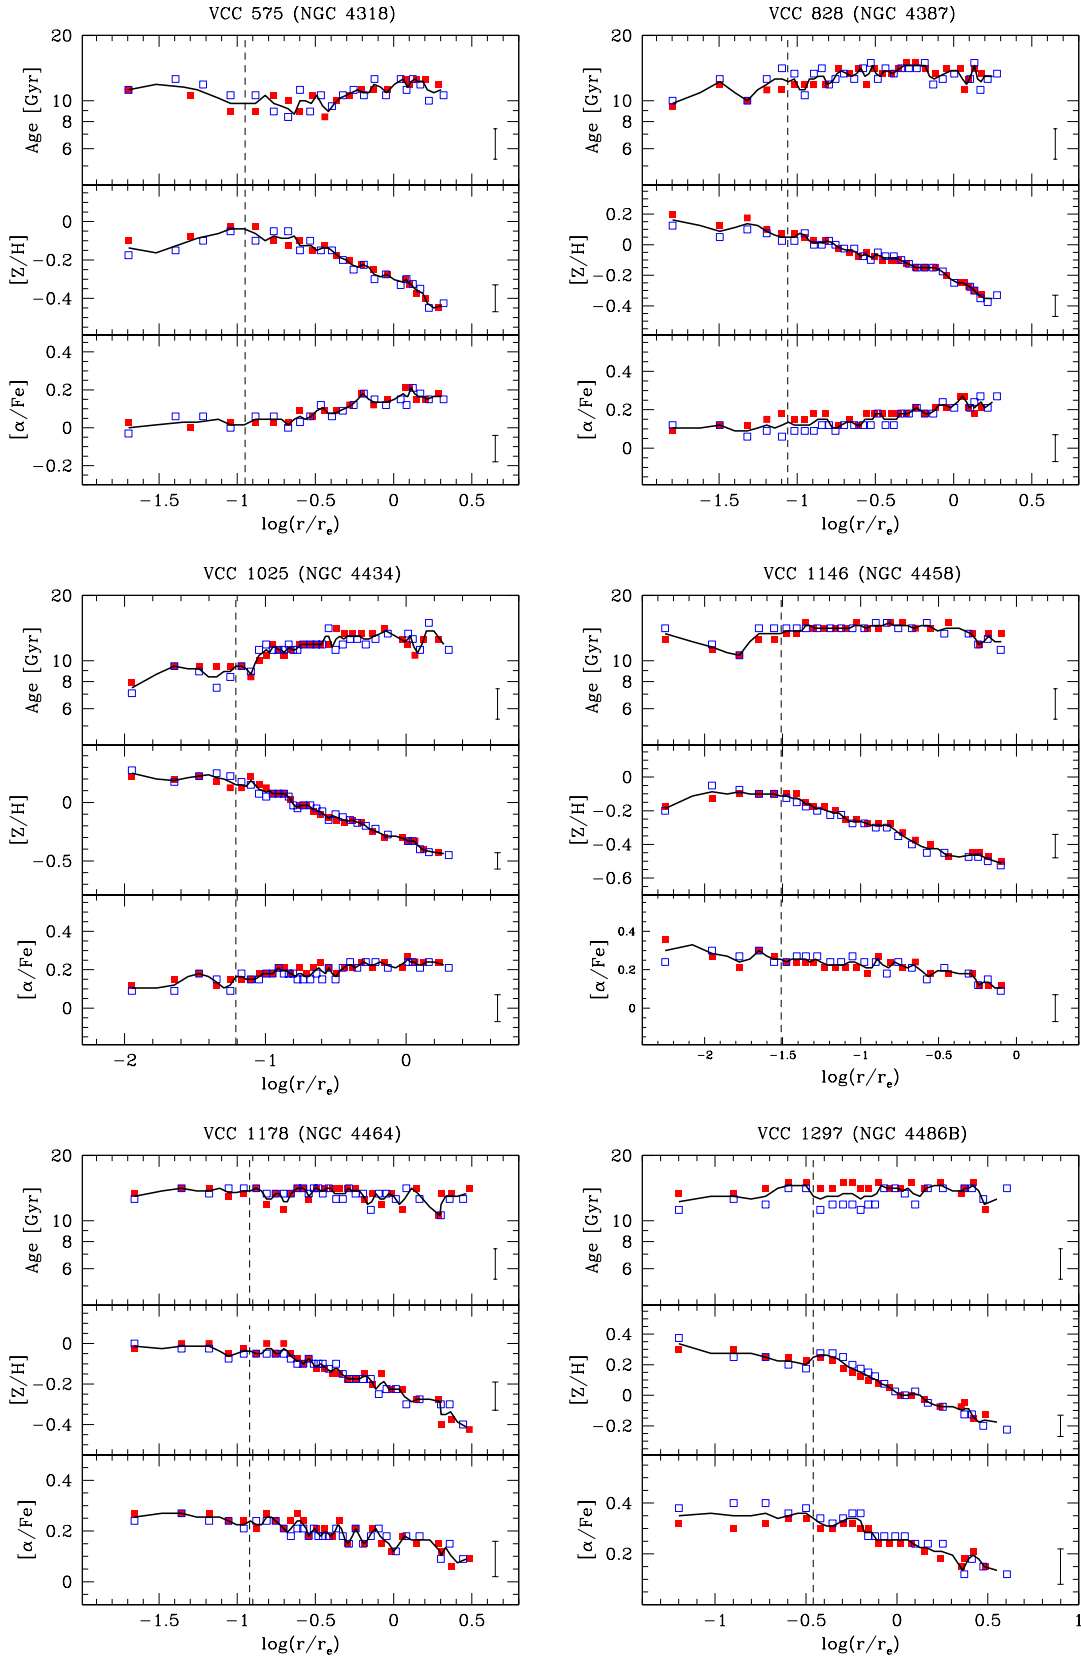 VCC 575 (NGC 4318)
20
10
8
6
Age [Gyr]
0
−0.2
−0.4
[Z/H]
0.4
0.2
0
−0.2
[α/Fe]
−1.5 −1 −0.5 0 0.5
log(r/re)
VCC 828 (NGC 4387)
20
10
8
6
Age [Gyr]
0.2
0
−0.2
−0.4
[Z/H]
0.4
0.2
0
[α/Fe]
−1.5 −1 −0.5 0 0.5
log(r/re)
VCC 1025 (NGC 4434)
20
10
8
6
Age [Gyr]
0
−0.5
[Z/H]
0.4
0.2
0
[α/Fe]
−2 −1 0
log(r/re)
VCC 1146 (NGC 4458)
20
10
8
6
Age [Gyr]
0
−0.2
−0.4
−0.6
[Z/H]
0.4
0.2
0
[α/Fe]
−2 −1.5 −1 −0.5 0
log(r/re)
VCC 1178 (NGC 4464)
20
10
8
6
Age [Gyr]
0
−0.2
−0.4
[Z/H]
0.4
0.2
0
[α/Fe]
−1.5 −1 −0.5 0 0.5
log(r/re)
VCC 1297 (NGC 4486B)
20
10
8
6
Age [Gyr]
0.4
0.2
0
−0.2
[Z/H]
0.4
0.2
[α/Fe]
−1 −0.5 0 0.5 1
log(r/re)